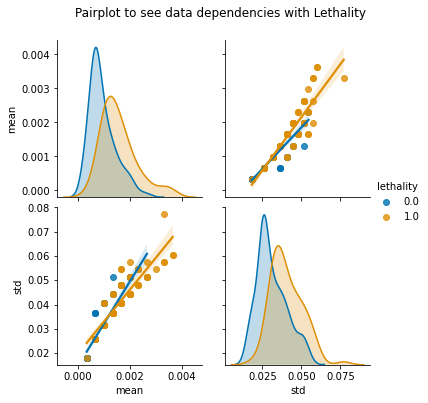 Pairplot to see data dependencies with Lethality
0.004
0.003
0.002
0.001
0.000
mean
lethality
0.0
1.0
0.08
0.07
0.06
0.05
0.04
0.03
0.02
std
0.000 0.002 0.004
mean
0.025 0.050 0.075
std